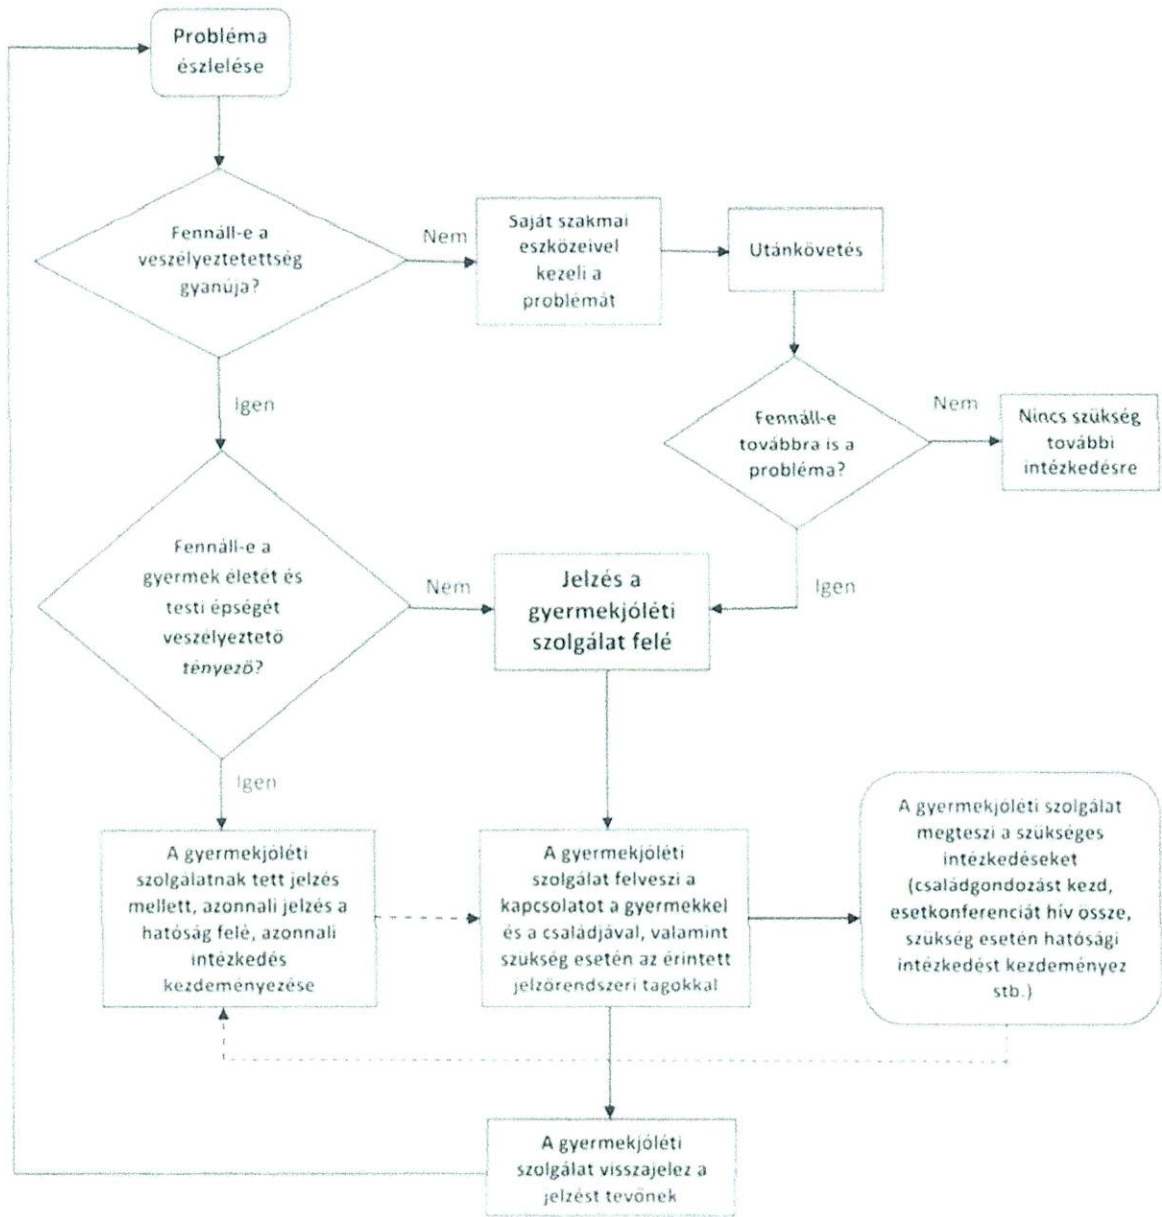 Probléma
észlelése
Fennáll-e a
veszélyeztetettség
gyanúja?
Nem
Saját szakmai
eszközeivel
kezeli a
problémát
Utánkövetés
Igen
Fennáll-e
továbbra is a
probléma?
Nem
Nincs szükség
további
intézkedésre
Igen
Fennáll-e a
gyermek életét és
testi épségét
veszélyeztető
tényező?
Nem
Jelzés a
gyermekjóléti
szolgálat felé
Igen
A gyermekjóléti
szolgálatnak tett jelzés
mellett, azonnali jelzés a
hatóság felé, azonnali
intézkedés
kezdeményezése
A gyermekjóléti
szolgálat felveszi a
kapcsolatot a gyermekkel
és a családjával, valamint
szükség esetén az érintett
jelzőrendszeri tagokkal
A gyermekjóléti szolgálat
megteszi a szükséges
intézkedéseket
(családgondozást kezd,
esetkonferenciát hív össze,
szükség esetén hatósági
intézkedést kezdeményez
stb.)
A gyermekjóléti
szolgálat visszajelez a
jelzést tevőnek